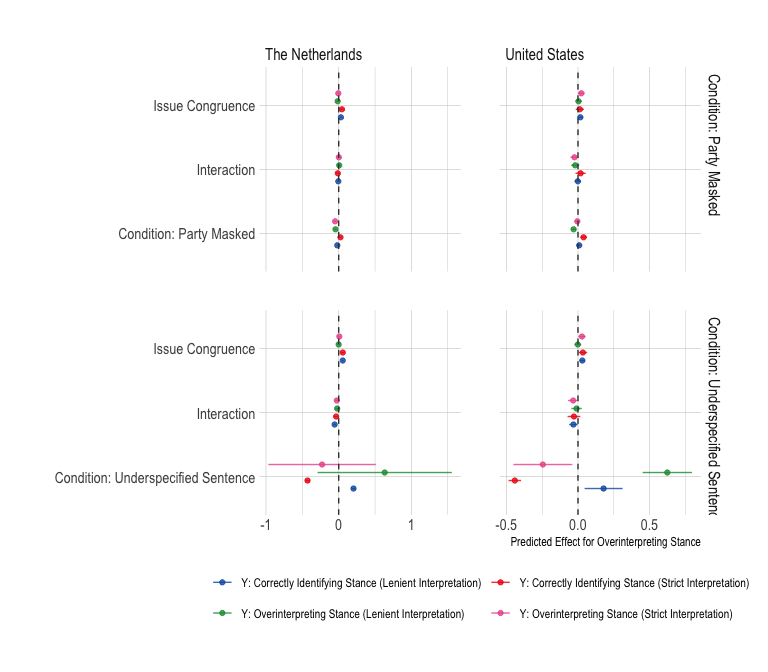 The Netherlands
United States
Issue Congruence
Interaction
Condition: Party Masked
Condition: Party Masked
Issue Congruence
Interaction
Condition: Underspecified Sentence
Condition: Underspecified Sentenc
-1
0
1
-0.5
0.0
0.5
Predicted Effect for Overinterpreting Stance
Y: Correctly Identifying Stance (Lenient Interpretation)
Y: Correctly Identifying Stance (Strict Interpretation)
Y: Overinterpreting Stance (Lenient Interpretation)
Y: Overinterpreting Stance (Strict Interpretation)